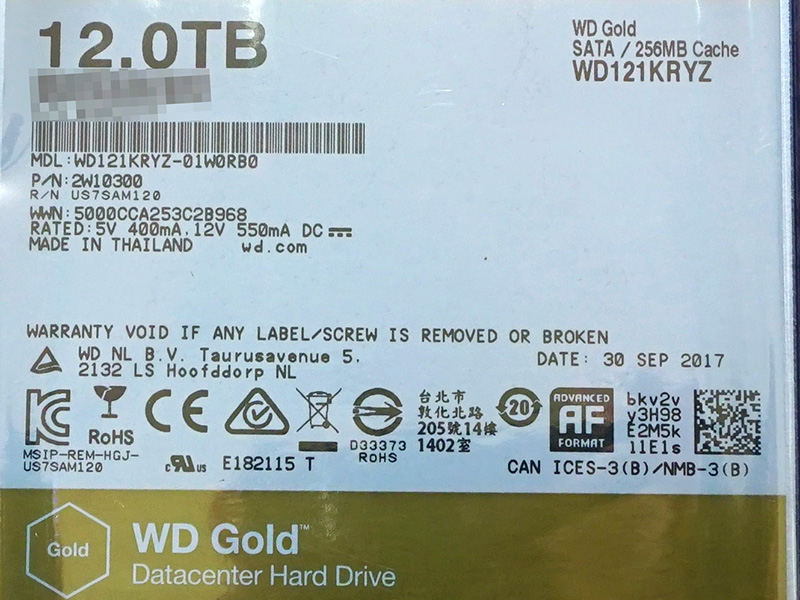 12.0TB
WD Gold
SATA / 256MB Cache
WD121KRYZ
MDL:WD121KRYZ-01W0RB0
P/N:2W10300
R/N US7SAM120
WWN:5000CCA253C2B968
RATED:5V 400mA,12V 550mA DC
MADE IN THAILAND wd.com
WARRANTY VOID IF ANY LABEL/SCREW IS REMOVED OR BROKEN
WD NL B.V. Taurusavenue 5,
2132 LS Hoofddorp NL
DATE: 30 SEP 2017
RoHS
MSIP-REM-HGJ-
US7SAM120
CE
E182115 T
D33373
RoHS
台北市
敦化北路
205號14樓
1402室
20
ADVANCED
AF
FORMAT
bkv2v
y3H98
E2M5k
11E1s
CAN ICES-3(B)/NMB-3(B)
Gold
WD Gold™
Datacenter Hard Drive